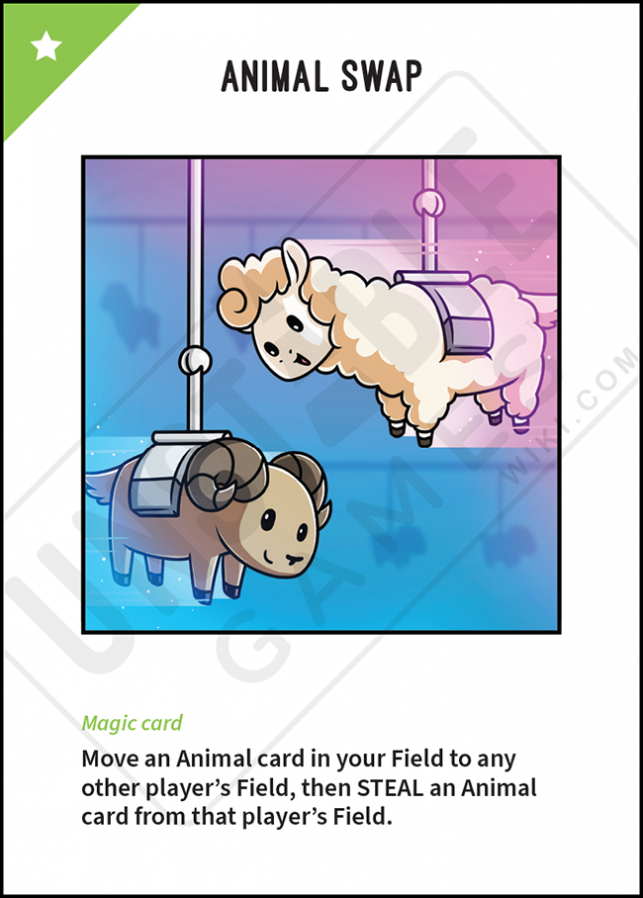 ANIMAL SWAP
UNSTABLE
GAMES
WIKI.COM
Magic card
Move an Animal card in your Field to any
other player's Field, then STEAL an Animal
card from that player's Field.